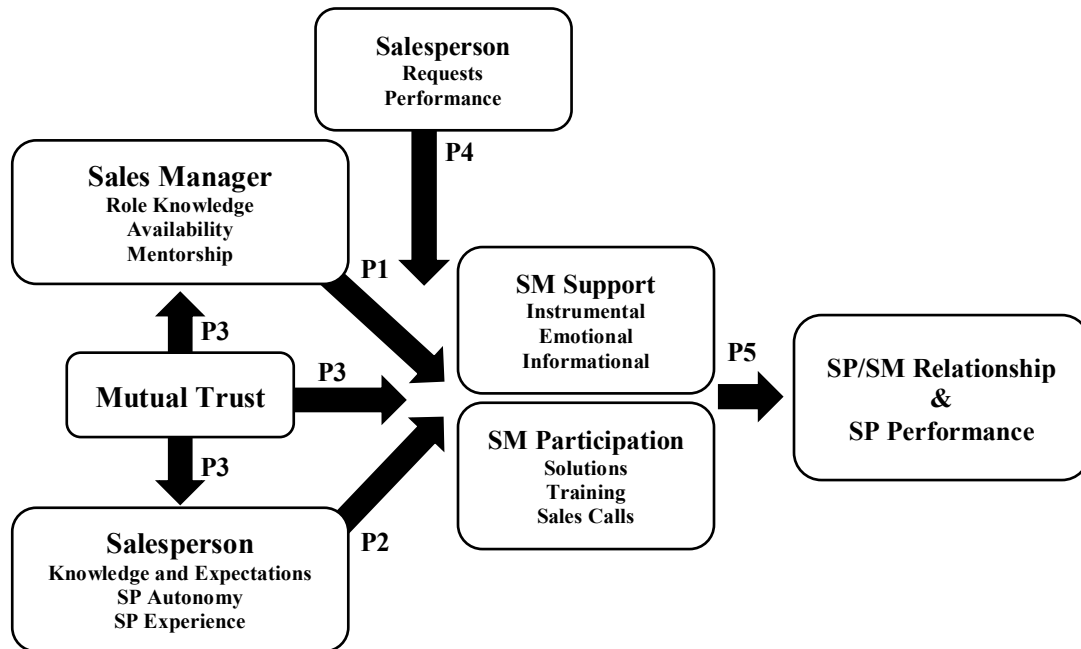 Salesperson
Requests
Performance
P4
Sales Manager
Role Knowledge
Availability
Mentorship
P1
SM Support
Instrumental
Emotional
Informational
P3
Mutual Trust
P3
P3
SM Participation
Solutions
Training
Sales Calls
P5
SP/SM Relationship
&
SP Performance
Salesperson
Knowledge and Expectations
SP Autonomy
SP Experience
P2